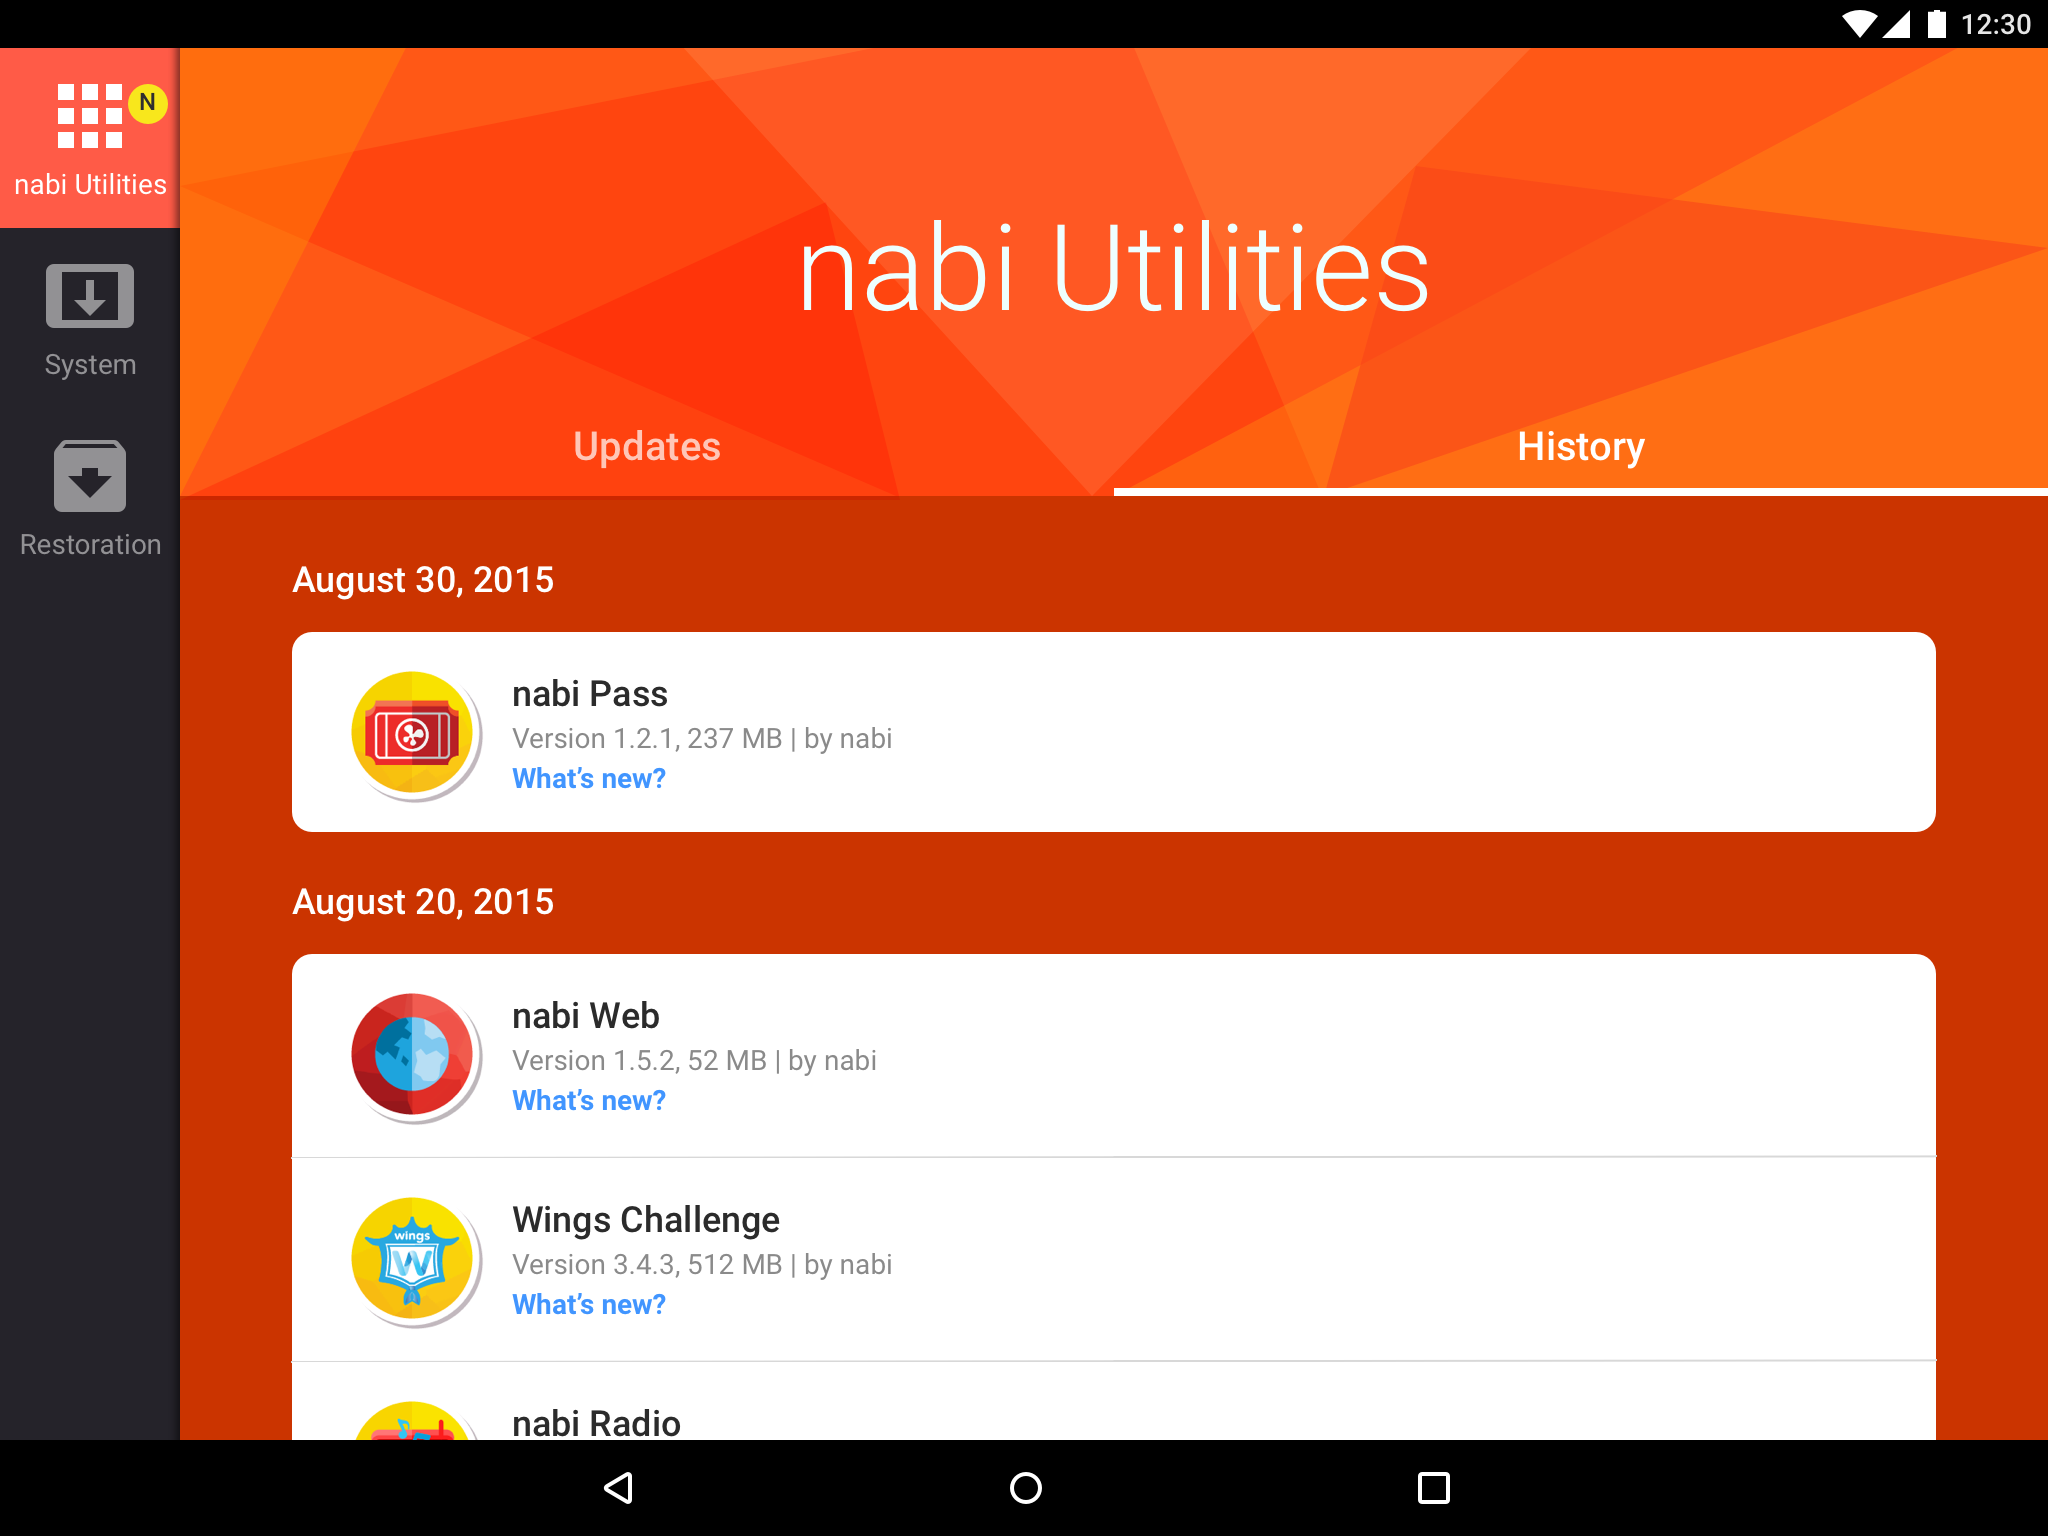 12:30
N
nabi Utilities
System
Restoration
nabi Utilities
Updates
History
August 30, 2015
nabi Pass
Version 1.2.1, 237 MB | by nabi
What’s new?
August 20, 2015
nabi Web
Version 1.5.2, 52 MB | by nabi
What’s new?
wings
W
Wings Challenge
Version 3.4.3, 512 MB | by nabi
What’s new?
nabi Radio